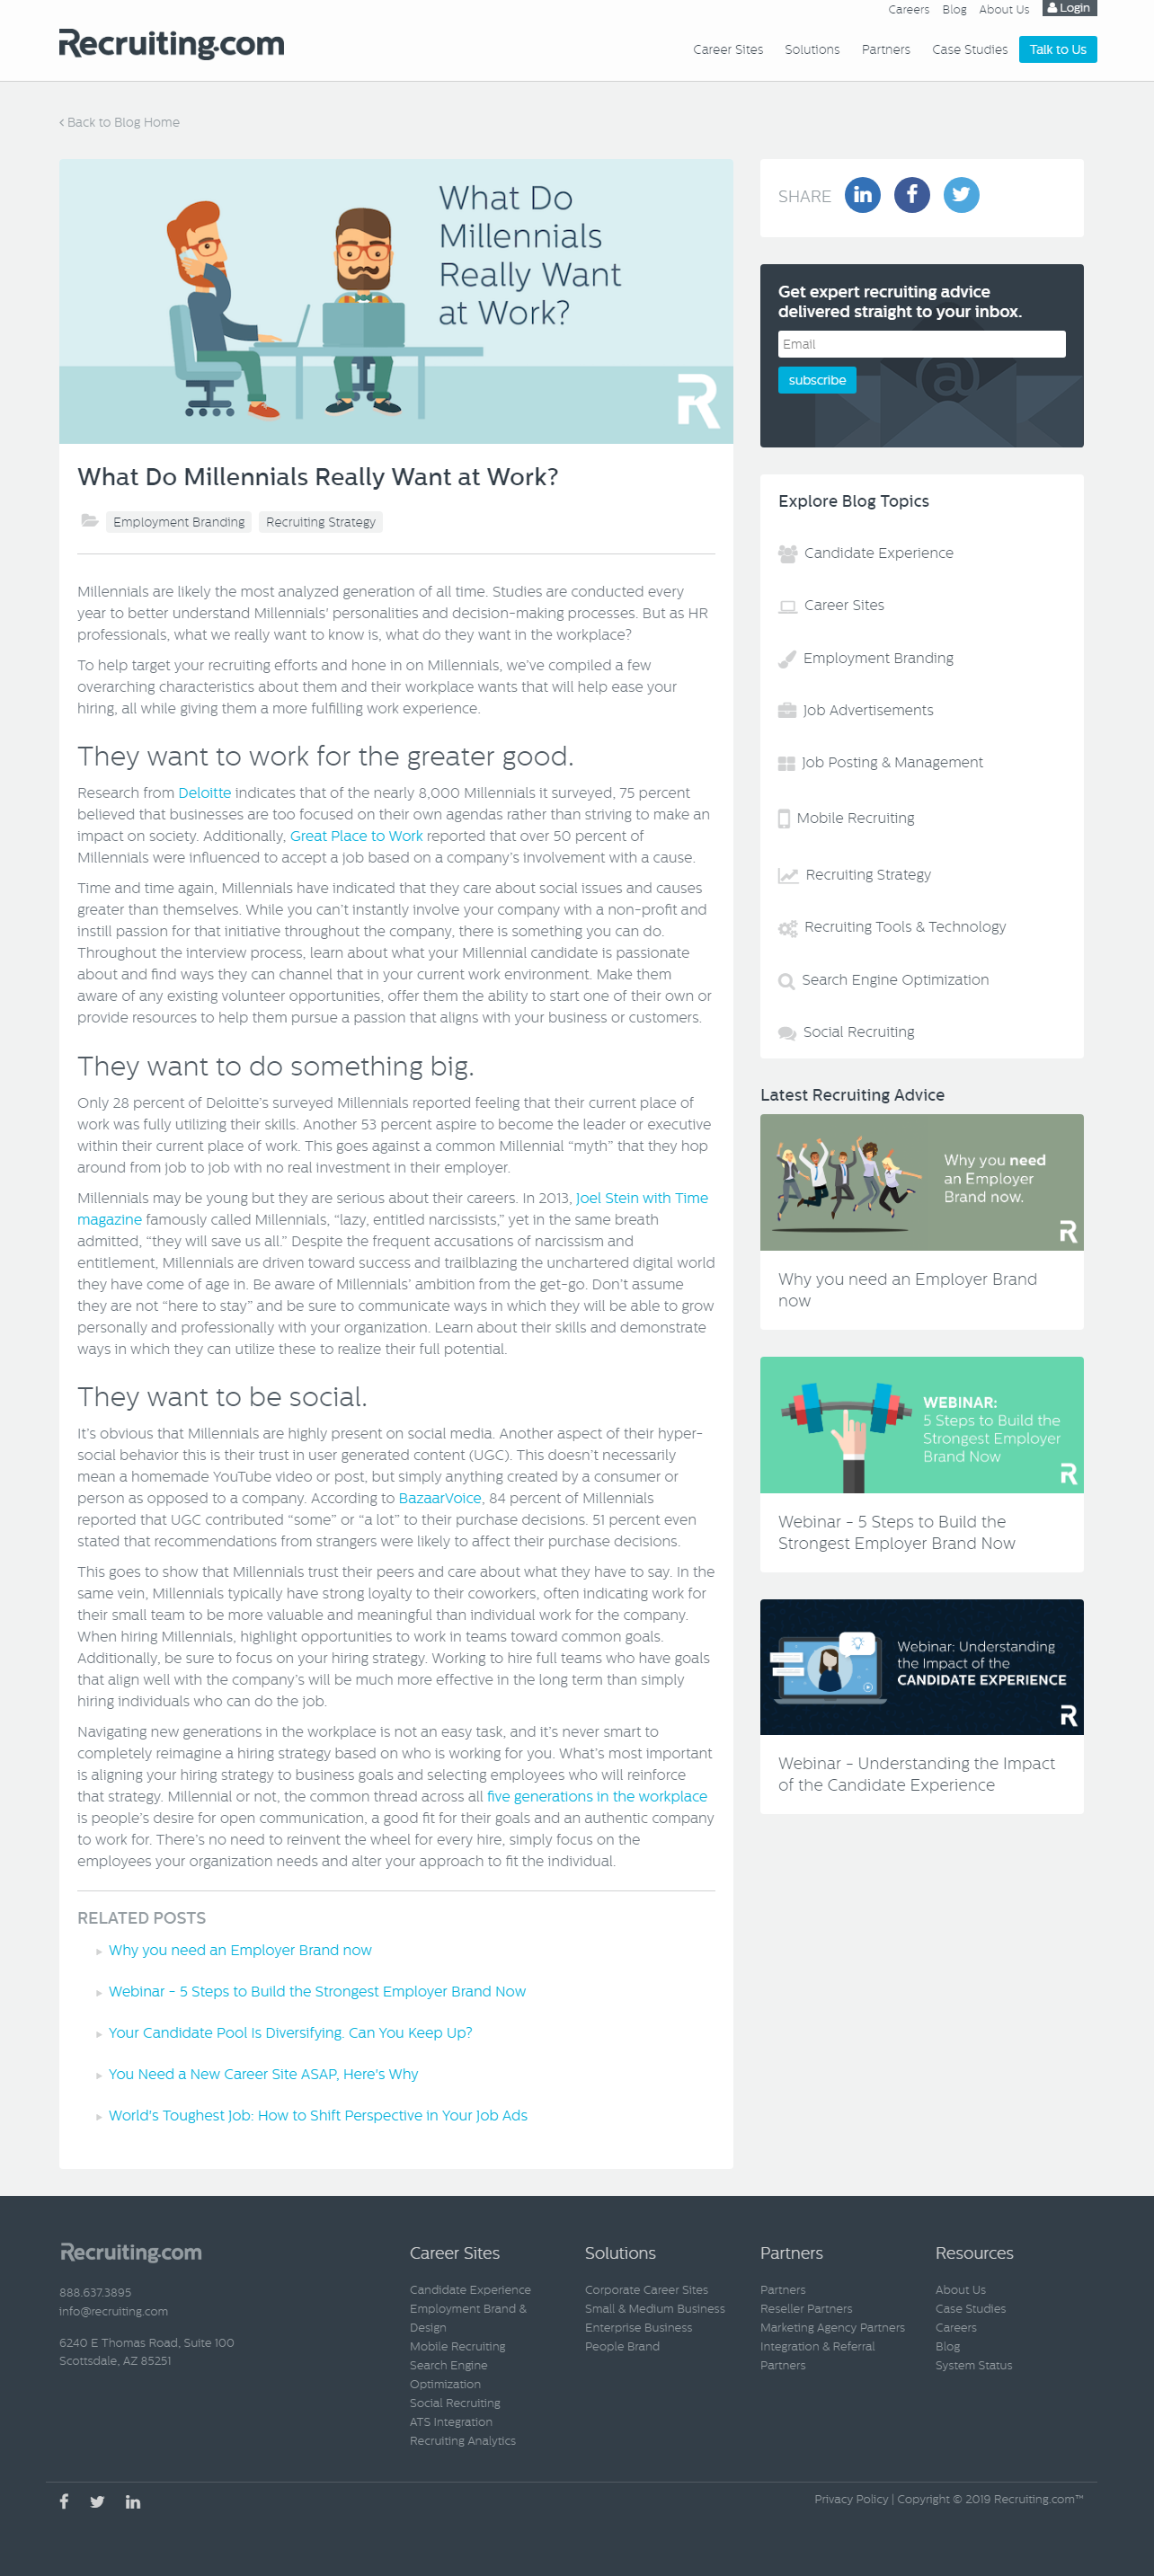 Careers Blog About Us Login
Recruiting.com
Career Sites Solutions Partners Case Studies Talk to Us
‹ Back to Blog Home
What Do
Millennials
Really Want
at Work?
R
What Do Millennials Really Want at Work?
Employment Branding Recruiting Strategy
Millennials are likely the most analyzed generation of all time. Studies are conducted every
year to better understand Millennials' personalities and decision-making processes. But as HR
professionals, what we really want to know is, what do they want in the workplace?
To help target your recruiting efforts and hone in on Millennials, we've compiled a few
overarching characteristics about them and their workplace wants that will help ease your
hiring, all while giving them a more fulfilling work experience.
They want to work for the greater good.
Research from Deloitte indicates that of the nearly 8,000 Millennials it surveyed, 75 percent
believed that businesses are too focused on their own agendas rather than striving to make an
impact on society. Additionally, Great Place to Work reported that over 50 percent of
Millennials were influenced to accept a job based on a company's involvement with a cause.
Time and time again, Millennials have indicated that they care about social issues and causes
greater than themselves. While you can't instantly involve your company with a non-profit and
instill passion for that initiative throughout the company, there is something you can do.
Throughout the interview process, learn about what your Millennial candidate is passionate
about and find ways they can channel that in your current work environment. Make them
aware of any existing volunteer opportunities, offer them the ability to start one of their own or
provide resources to help them pursue a passion that aligns with your business or customers.
They want to do something big.
Only 28 percent of Deloitte's surveyed Millennials reported feeling that their current place of
work was fully utilizing their skills. Another 53 percent aspire to become the leader or executive
within their current place of work. This goes against a common Millennial “myth” that they hop
around from job to job with no real investment in their employer.
Millennials may be young but they are serious about their careers. In 2013, Joel Stein with Time
magazine famously called Millennials, “lazy, entitled narcissists,” yet in the same breath
admitted, “they will save us all.” Despite the frequent accusations of narcissism and
entitlement, Millennials are driven toward success and trailblazing the unchartered digital world
they have come of age in. Be aware of Millennials' ambition from the get-go. Don't assume
they are not “here to stay” and be sure to communicate ways in which they will be able to grow
personally and professionally with your organization. Learn about their skills and demonstrate
ways in which they can utilize these to realize their full potential.
They want to be social.
It's obvious that Millennials are highly present on social media. Another aspect of their hyper-
social behavior this is their trust in user generated content (UGC). This doesn't necessarily
mean a homemade YouTube video or post, but simply anything created by a consumer or
person as opposed to a company. According to BazaarVoice, 84 percent of Millennials
reported that UGC contributed “some” or “a lot” to their purchase decisions. 51 percent even
stated that recommendations from strangers were likely to affect their purchase decisions.
This goes to show that Millennials trust their peers and care about what they have to say. In the
same vein, Millennials typically have strong loyalty to their coworkers, often indicating work for
their small team to be more valuable and meaningful than individual work for the company.
When hiring Millennials, highlight opportunities to work in teams toward common goals.
Additionally, be sure to focus on your hiring strategy. Working to hire full teams who have goals
that align well with the company's will be much more effective in the long term than simply
hiring individuals who can do the job.
Navigating new generations in the workplace is not an easy task, and it's never smart to
completely reimagine a hiring strategy based on who is working for you. What's most important
is aligning your hiring strategy to business goals and selecting employees who will reinforce
that strategy. Millennial or not, the common thread across all five generations in the workplace
is people's desire for open communication, a good fit for their goals and an authentic company
to work for. There's no need to reinvent the wheel for every hire, simply focus on the
employees your organization needs and alter your approach to fit the individual.
RELATED POSTS
Why you need an Employer Brand now
Webinar - 5 Steps to Build the Strongest Employer Brand Now
Your Candidate Pool Is Diversifying. Can You Keep Up?
You Need a New Career Site ASAP, Here's Why
World's Toughest Job: How to Shift Perspective in Your Job Ads
SHARE
Get expert recruiting advice
delivered straight to your inbox.
Email
subscribe
@
Explore Blog Topics
Candidate Experience
Career Sites
Employment Branding
Job Advertisements
Job Posting & Management
Mobile Recruiting
Recruiting Strategy
Recruiting Tools & Technology
Search Engine Optimization
Social Recruiting
Latest Recruiting Advice
Why you need
an Employer
Brand now.
R
Why you need an Employer Brand
now
WEBINAR:
5 Steps to Build the
Strongest Employer
Brand Now
R
Webinar - 5 Steps to Build the
Strongest Employer Brand Now
Webinar: Understanding
the Impact of the
CANDIDATE EXPERIENCE
R
Webinar - Understanding the Impact
of the Candidate Experience
Recruiting.com
888.637.3895
info@recruiting.com
6240 E Thomas Road, Suite 100
Scottsdale, AZ 85251
Career Sites
Candidate Experience
Employment Brand &
Design
Mobile Recruiting
Search Engine
Optimization
Social Recruiting
ATS Integration
Recruiting Analytics
Solutions
Corporate Career Sites
Small & Medium Business
Enterprise Business
People Brand
Partners
Partners
Reseller Partners
Marketing Agency Partners
Integration & Referral
Partners
Resources
About Us
Case Studies
Careers
Blog
System Status
Privacy Policy | Copyright © 2019 Recruiting.com™